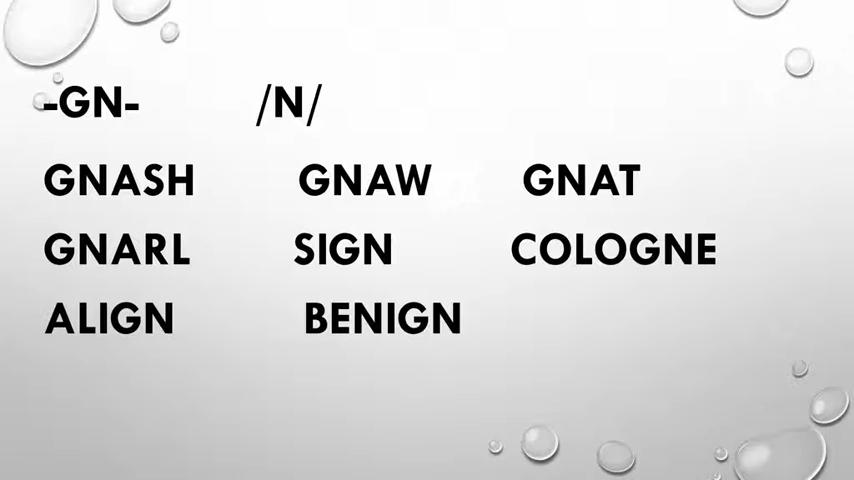 -GN- /N/
GNASH GNAW GNAT
GNARL SIGN COLOGNE
ALIGN BENIGN